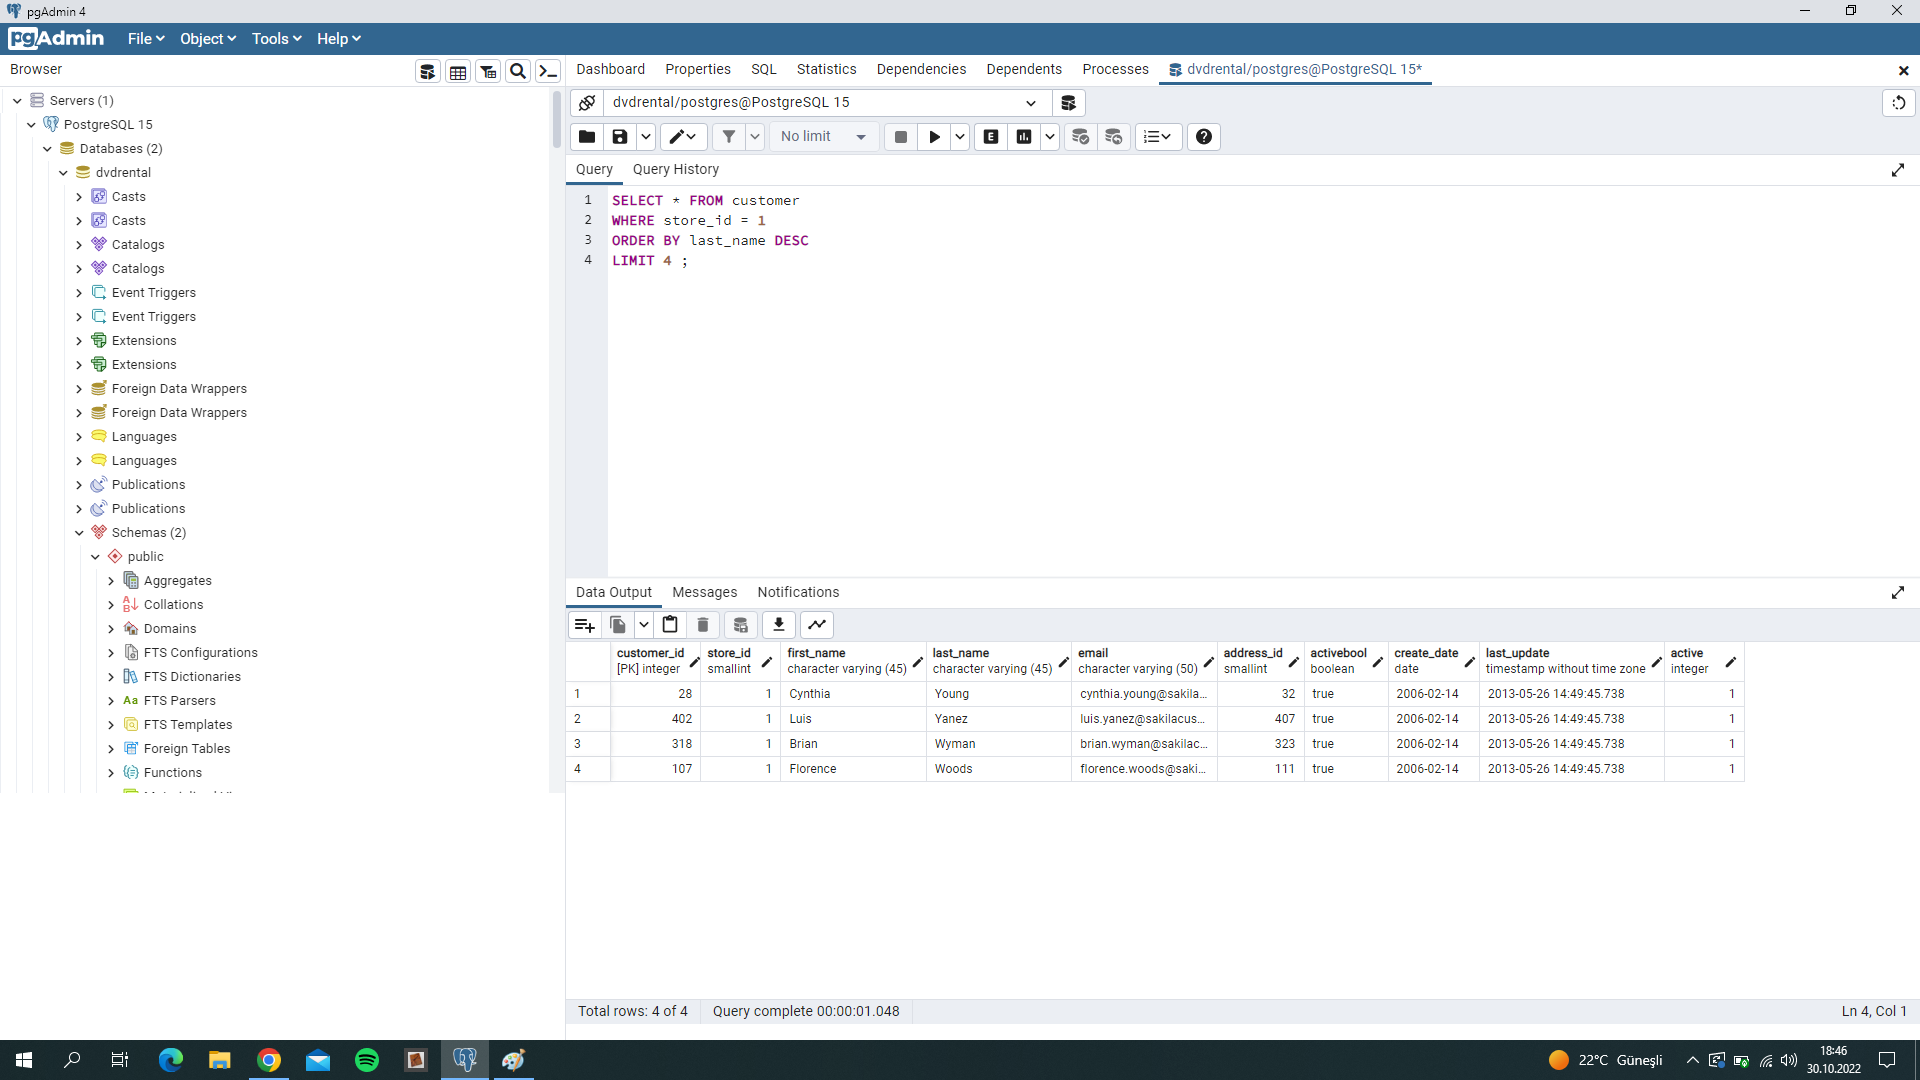 pgAdmin 4
pgAdmin File Object Tools Help
Browser
Dashboard Properties SQL Statistics Dependencies Dependents Processes dvdrental/postgres@PostgreSQL 15*
Servers (1)
PostgreSQL 15
Databases (2)
dvdrental
Casts
Casts
Catalogs
Catalogs
Event Triggers
Event Triggers
Extensions
Extensions
Foreign Data Wrappers
Foreign Data Wrappers
Languages
Languages
Publications
Publications
Schemas (2)
public
Aggregates
Collations
Domains
FTS Configurations
FTS Dictionaries
Aa FTS Parsers
FTS Templates
Foreign Tables
Functions
dvdrental/postgres@PostgreSQL 15
No limit E
Query Query History
1 SELECT * FROM customer
2 WHERE store_id = 1
3 ORDER BY last_name DESC
4 LIMIT 4 ;
Data Output Messages Notifications
customer_id store_id first_name last_name email address_id activebool create_date last_update active
[PK] integer smallint character varying (45) character varying (45) character varying (50) smallint boolean date timestamp without time zone integer
1 28 1 Cynthia Young cynthia.young@sakila... 32 true 2006-02-14 2013-05-26 14:49:45.738 1
2 402 1 Luis Yanez luis.yanez@sakilacus... 407 true 2006-02-14 2013-05-26 14:49:45.738 1
3 318 1 Brian Wyman brian.wyman@sakilac... 323 true 2006-02-14 2013-05-26 14:49:45.738 1
4 107 1 Florence Woods florence.woods@saki... 111 true 2006-02-14 2013-05-26 14:49:45.738 1
Total rows: 4 of 4 Query complete 00:00:01.048 Ln 4, Col 1
22°C Güneşli
18:46
30.10.2022